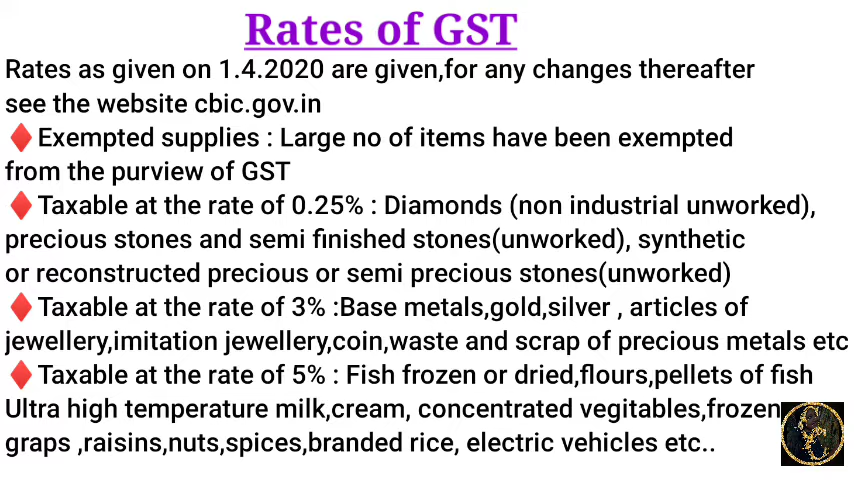 Rates of GST
Rates as given on 1.4.2020 are given,for any changes thereafter
see the website cbic.gov.in
♦Exempted supplies : Large no of items have been exempted
from the purview of GST
♦Taxable at the rate of 0.25% : Diamonds (non industrial unworked),
precious stones and semi finished stones(unworked), synthetic
or reconstructed precious or semi precious stones(unworked)
♦Taxable at the rate of 3% :Base metals,gold,silver , articles of
jewellery,imitation jewellery,coin,waste and scrap of precious metals etc
♦Taxable at the rate of 5% : Fish frozen or dried,flours,pellets of fish
Ultra high temperature milk,cream, concentrated vegitables,frozen
graps ,raisins,nuts,spices,branded rice, electric vehicles etc..